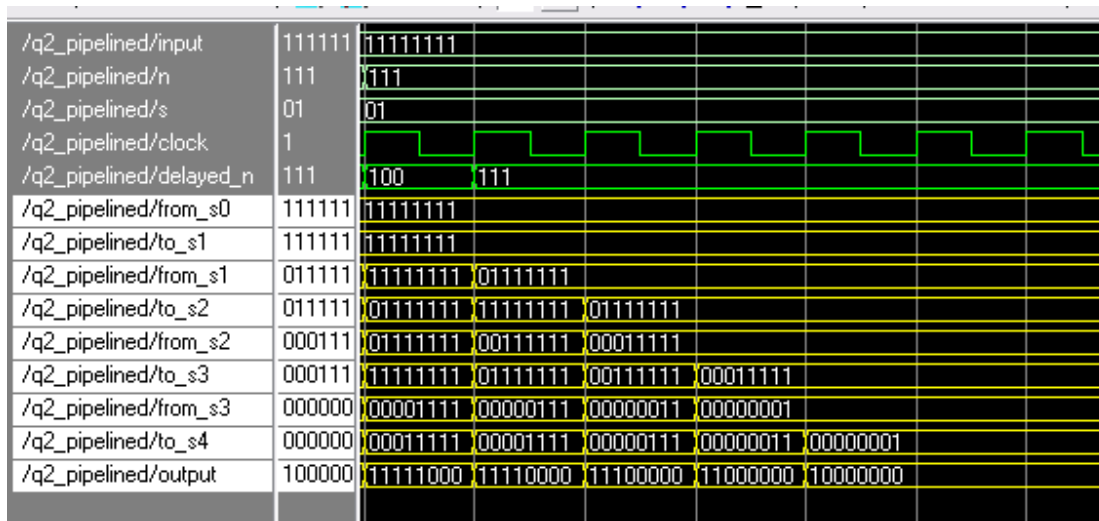 /q2_pipelined/input 111111 11111111
/q2_pipelined/n 111 111
/q2_pipelined/s 01 01
/q2_pipelined/clock 1
/q2_pipelined/delayed_n 111 100 111
/q2_pipelined/from_s0 111111 11111111
/q2_pipelined/to_s1 111111 11111111
/q2_pipelined/from_s1 011111 11111111 01111111
/q2_pipelined/to_s2 011111 01111111 11111111 01111111
/q2_pipelined/from_s2 000111 01111111 00111111 00011111
/q2_pipelined/to_s3 000111 11111111 01111111 00111111 00011111
/q2_pipelined/from_s3 000000 00001111 00000111 00000011 00000001
/q2_pipelined/to_s4 000000 00011111 00001111 00000111 00000011 00000001
/q2_pipelined/output 100000 11111000 11110000 11100000 11000000 10000000